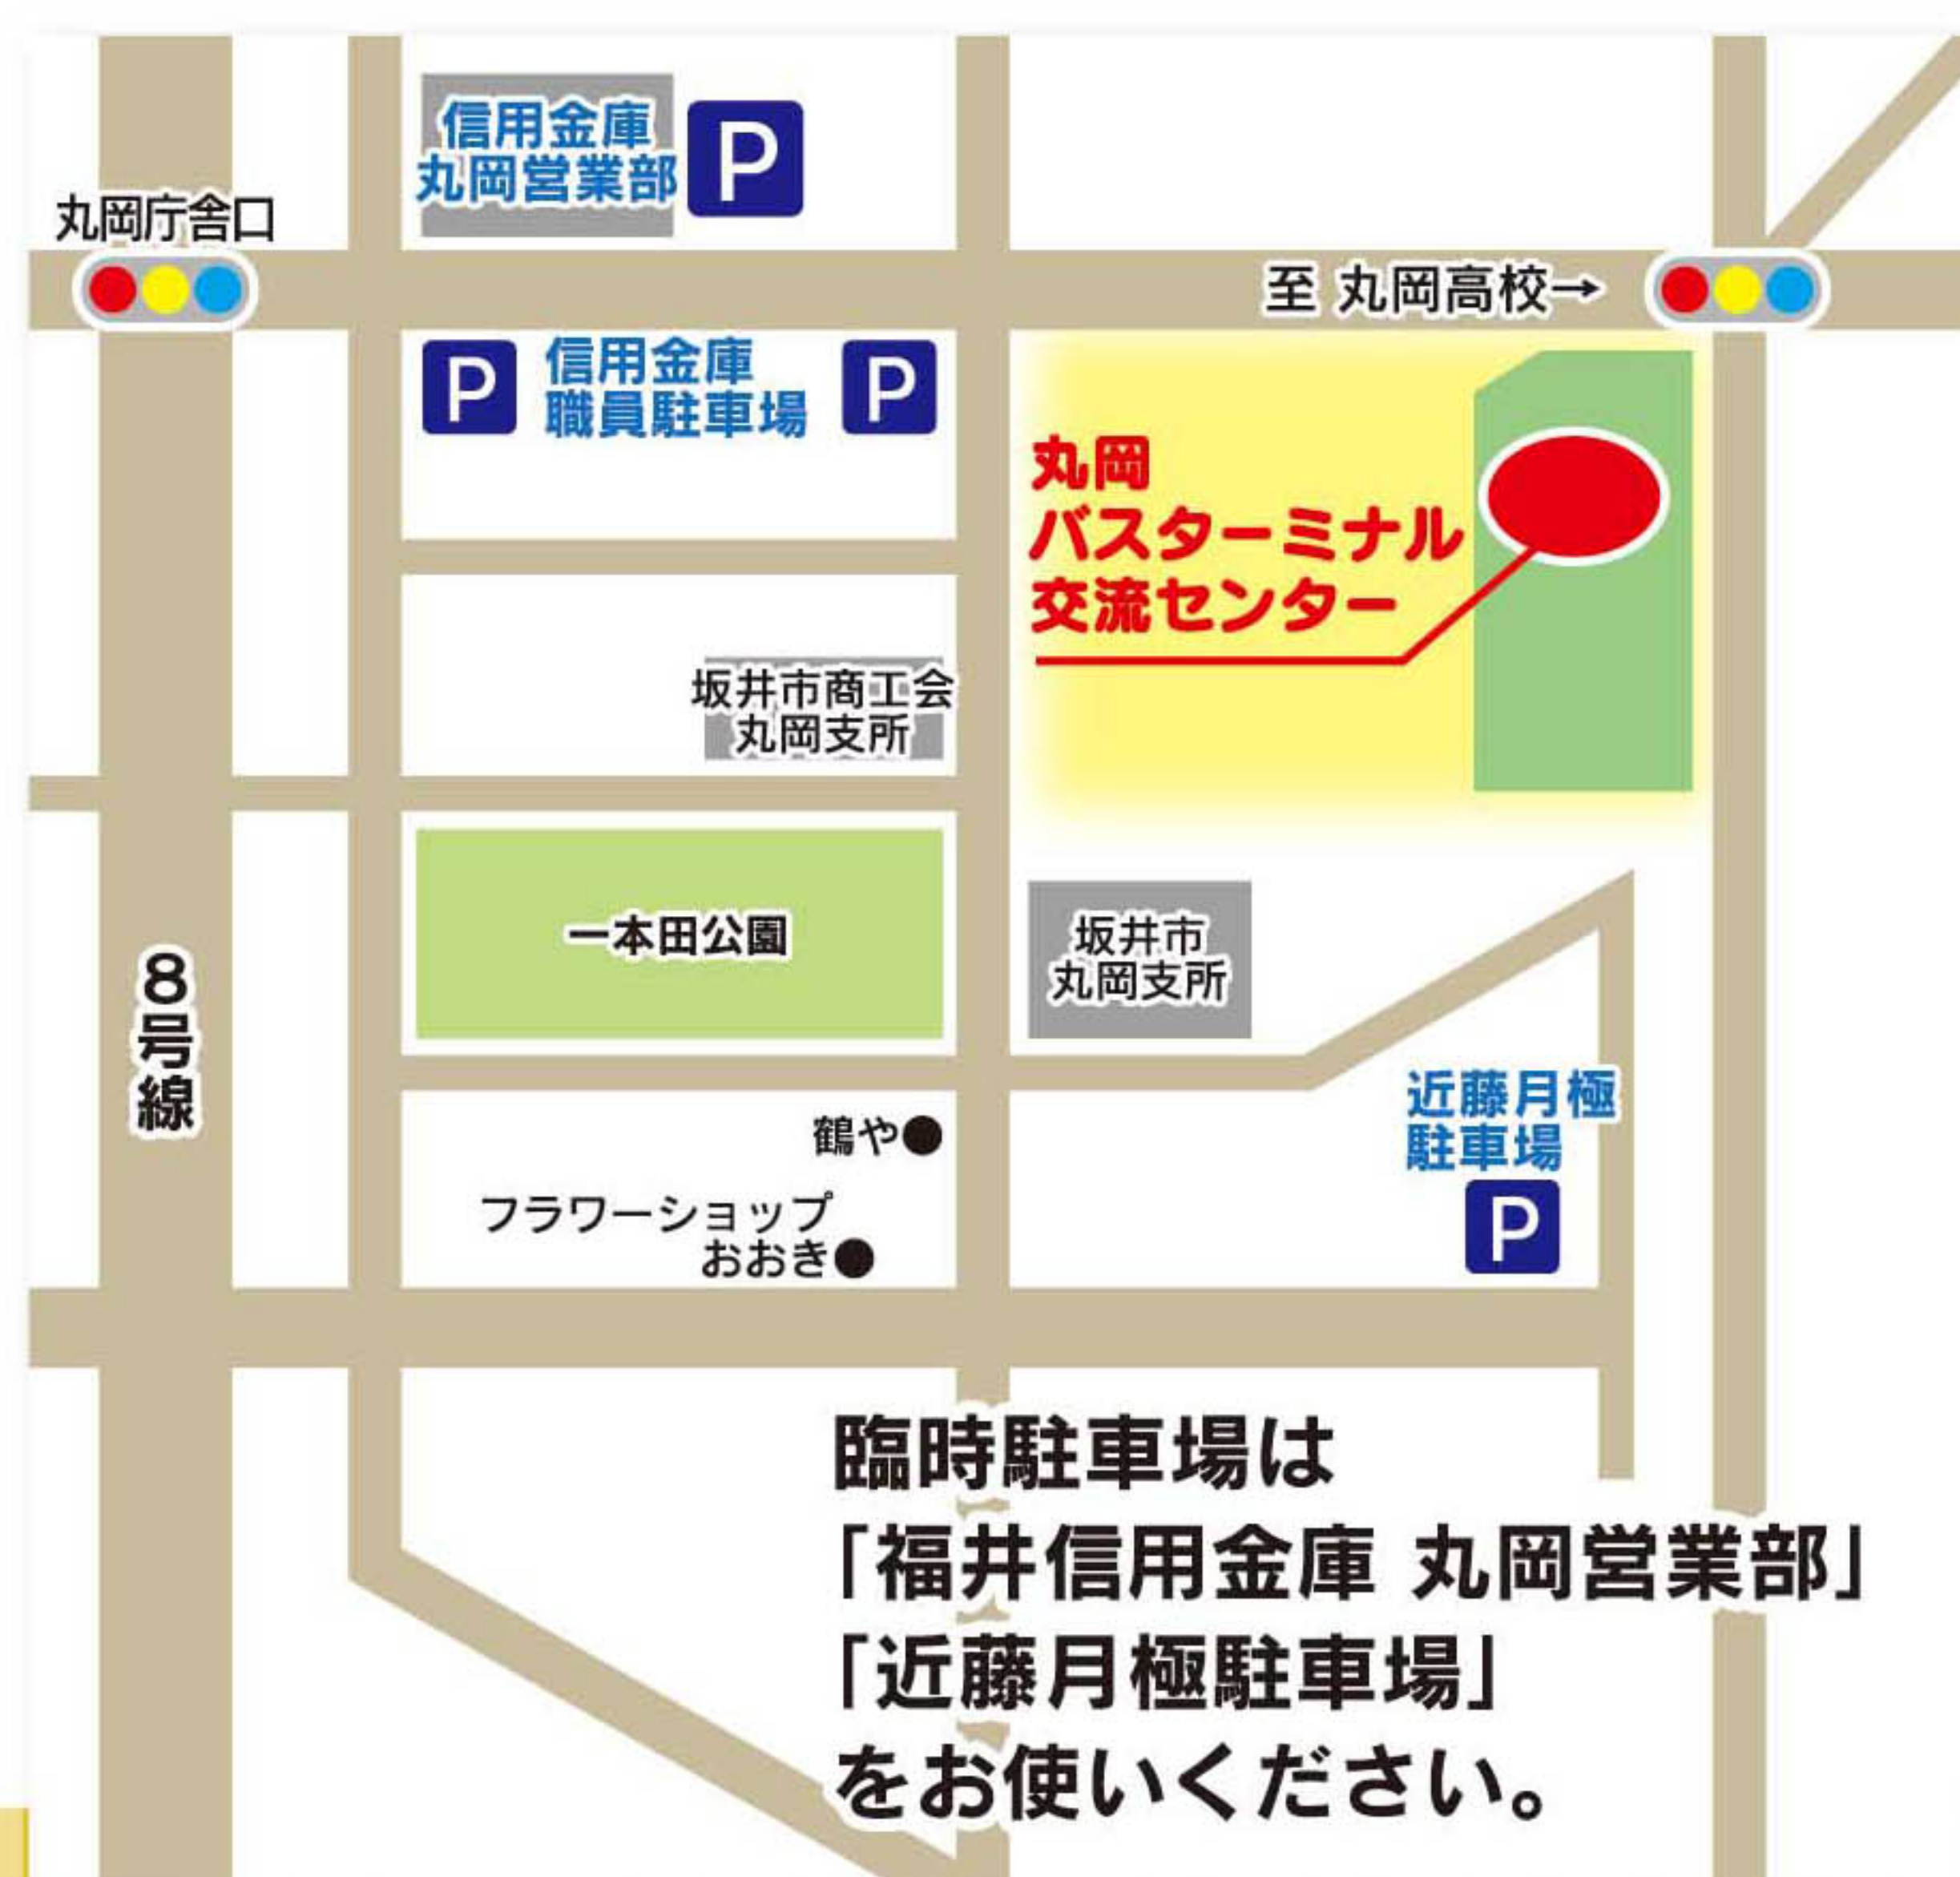 信用金庫
丸岡営業部
P
丸岡庁舎口
至 丸岡高校→
P
信用金庫
職員駐車場
P
丸岡
バスターミナル
交流センター
坂井市商工会
丸岡支所
一本田公園
坂井市
丸岡支所
8号線
近藤月極
駐車場
P
鶴や●
フラワーショップ
おおき●
臨時駐車場は
「福井信用金庫 丸岡営業部」
「近藤月極駐車場」
をお使いください。